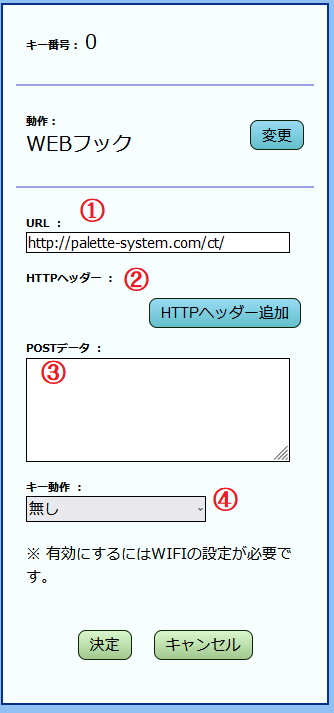 キー番号： 0
動作：
WEBフック
変更
URL ： ①
http://palette-system.com/ct/
HTTPヘッダー ： ②
HTTPヘッダー追加
POSTデータ ：
③
キー動作 ：
無し ④
※ 有効にするにはWIFIの設定が必要で
す。
決定 キャンセル